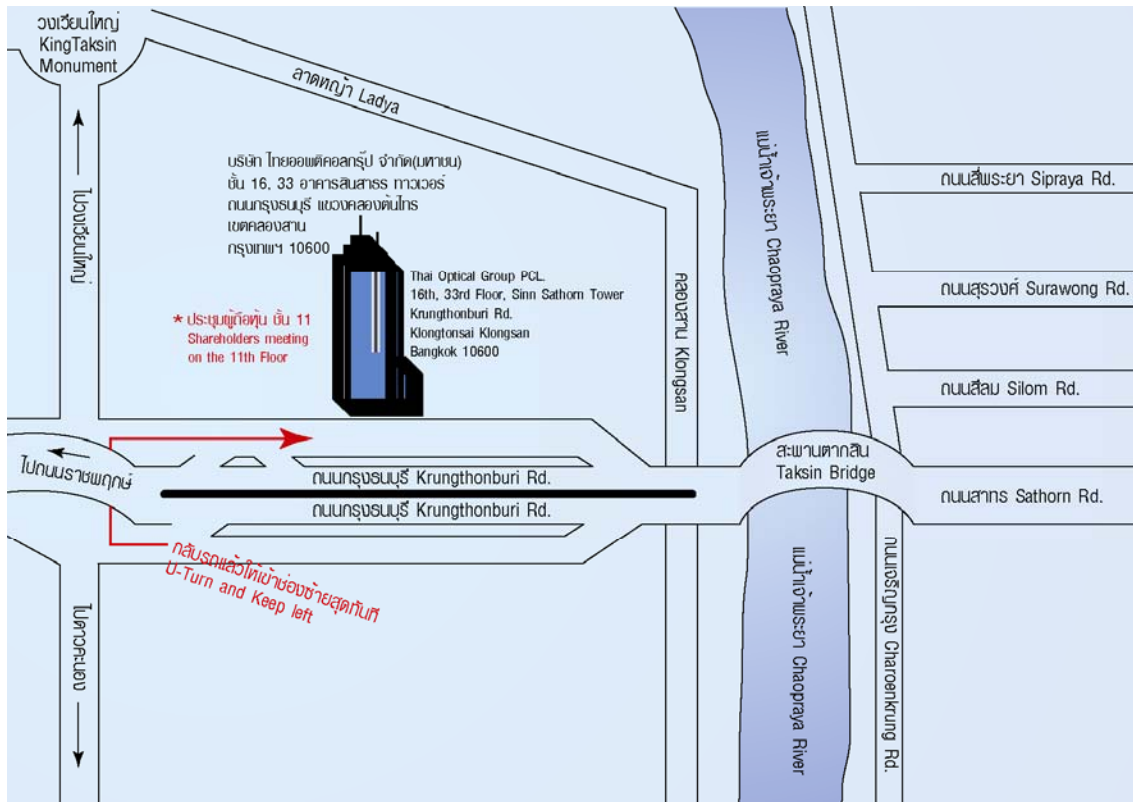 วงเวียนใหญ่
KingTaksin
Monument
ลาดหญ้า Ladya
บริษัท ไทยออพติคอลกรุ๊ป จำกัด(มหาชน)
ชั้น 16, 33 อาคารสินสาธร ทาวเวอร์
ถนนกรุงธนบุรี แขวงคลองต้นไทร
เขตคลองสาน
กรุงเทพฯ 10600
Thai Optical Group PCL.
16th, 33rd Floor, Sinn Sathorn Tower
Krungthonburi Rd.
Klongtonsai Klongsan
Bangkok 10600
* ประชุมผู้ถือหุ้น ชั้น 11
Shareholders meeting
on the 11th Floor
ไปวงเวียนใหญ่
คลองสาน Klongsan
แม่น้ำเจ้าพระยา Chaopraya River
ถนนสี่พระยา Sipraya Rd.
ถนนสุรวงศ์ Surawong Rd.
ถนนสีลม Silom Rd.
สะพานตากสิน
Taksin Bridge
ถนนสาทร Sathorn Rd.
ไปถนนราชพฤกษ์
ถนนกรุงธนบุรี Krungthonburi Rd.
ถนนกรุงธนบุรี Krungthonburi Rd.
กลับรถแล้วให้เข้าช่องซ้ายสุดทันที
U-Turn and Keep left
ไปดาวคะนอง
แม่น้ำเจ้าพระยา Chaopraya River
ถนนเจริญกรุง Charoenkrung Rd.